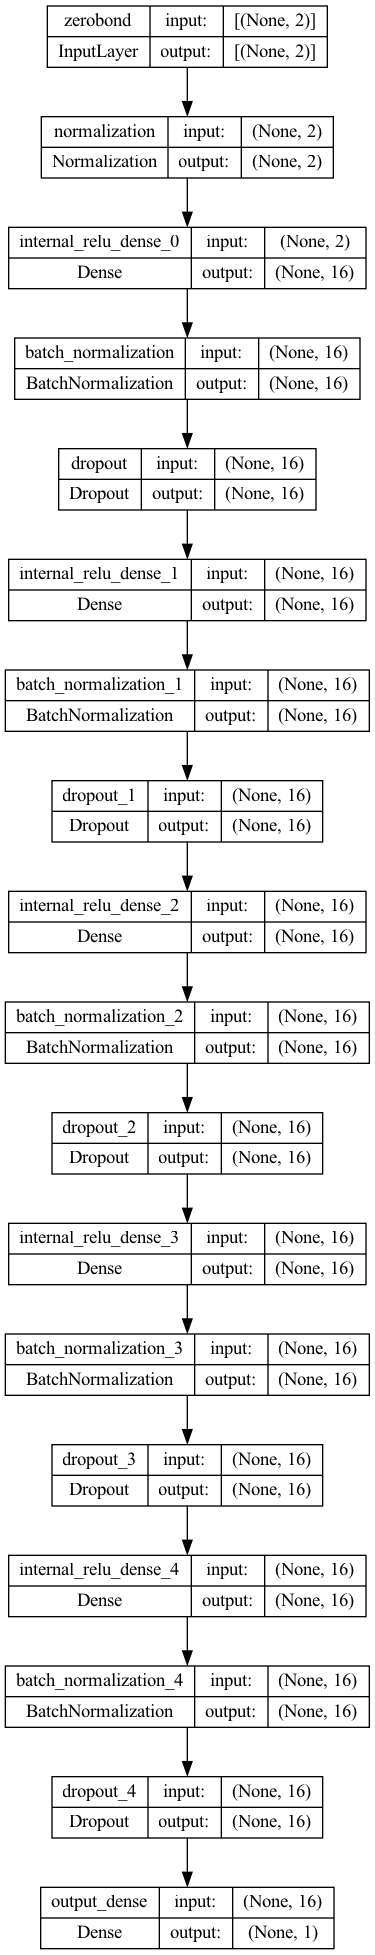 zerobond input: [(None, 2)]
InputLayer output: [(None, 2)]
normalization input: (None, 2)
Normalization output: (None, 2)
internal_relu_dense_0 input: (None, 2)
Dense output: (None, 16)
batch_normalization input: (None, 16)
BatchNormalization output: (None, 16)
dropout input: (None, 16)
Dropout output: (None, 16)
internal_relu_dense_1 input: (None, 16)
Dense output: (None, 16)
batch_normalization_1 input: (None, 16)
BatchNormalization output: (None, 16)
dropout_1 input: (None, 16)
Dropout output: (None, 16)
internal_relu_dense_2 input: (None, 16)
Dense output: (None, 16)
batch_normalization_2 input: (None, 16)
BatchNormalization output: (None, 16)
dropout_2 input: (None, 16)
Dropout output: (None, 16)
internal_relu_dense_3 input: (None, 16)
Dense output: (None, 16)
batch_normalization_3 input: (None, 16)
BatchNormalization output: (None, 16)
dropout_3 input: (None, 16)
Dropout output: (None, 16)
internal_relu_dense_4 input: (None, 16)
Dense output: (None, 16)
batch_normalization_4 input: (None, 16)
BatchNormalization output: (None, 16)
dropout_4 input: (None, 16)
Dropout output: (None, 16)
output_dense input: (None, 16)
Dense output: (None, 1)